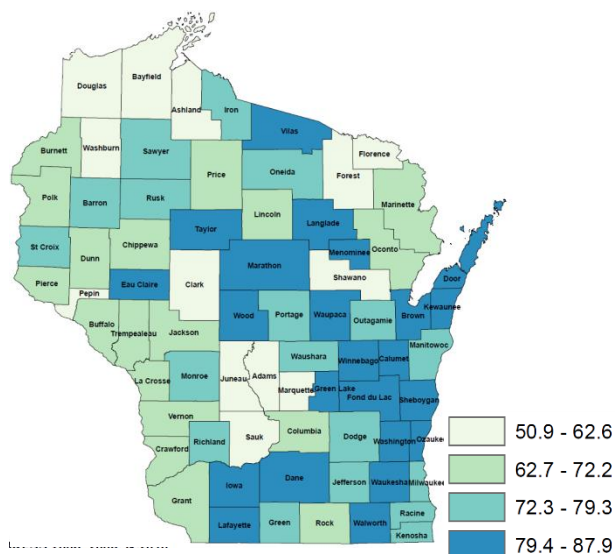 Douglas
Bayfield
Ashland
Iron
Vilas
Florence
Burnett
Washburn
Sawyer
Price
Oneida
Forest
Marinette
Polk
Barron
Rusk
Lincoln
Langlade
Taylor
Oconto
Menominee
St Croix
Dunn
Chippewa
Marathon
Shawano
Door
Pierce
Eau Claire
Clark
Pepin
Kewaunee
Buffalo
Trempealeau
Jackson
Wood
Portage
Waupaca
Outagamie
Brown
Manitowoc
Waushara
Winnebago
Calumet
La Crosse
Monroe
Juneau
Adams
Marquette
Green Lake
Fond du Lac
Sheboygan
Vernon
Richland
Sauk
Columbia
Dodge
Washington
Ozaukee
Crawford
Grant
Iowa
Dane
Jefferson
Waukesha
Milwaukee
Lafayette
Green
Rock
Walworth
Racine
Kenosha
50.9 - 62.6
62.7 - 72.2
72.3 - 79.3
79.4 - 87.9